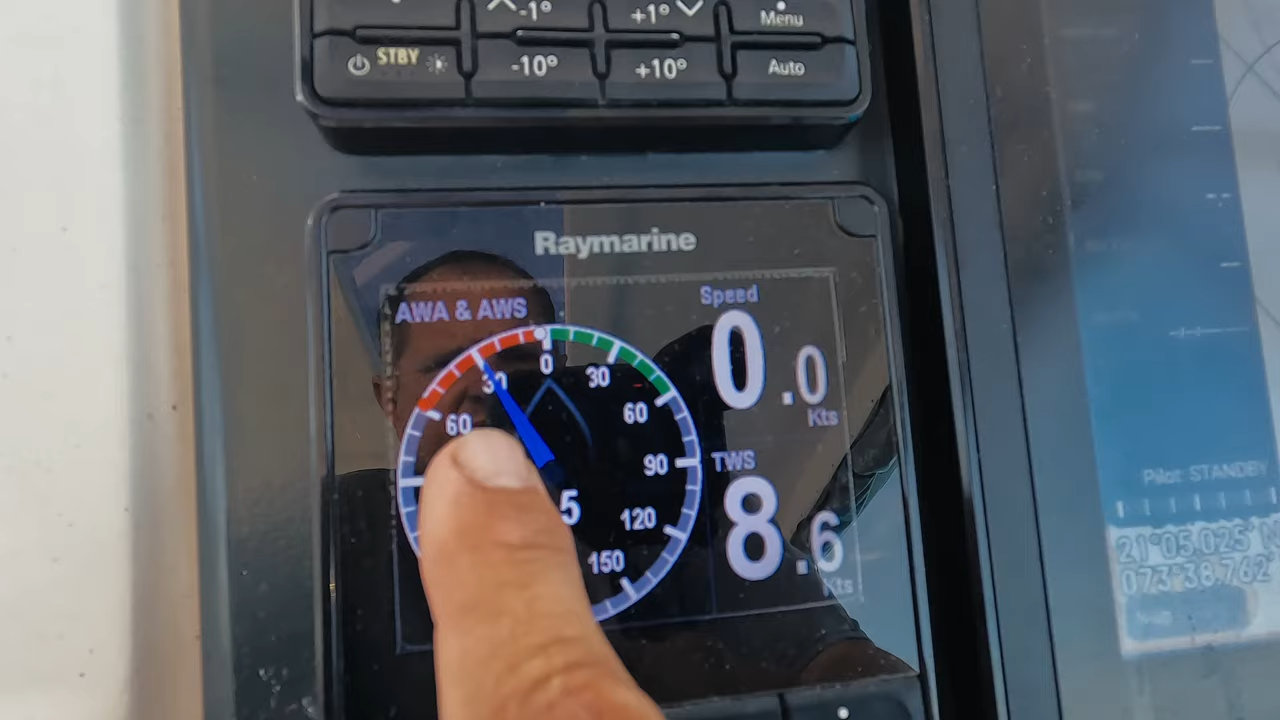 -1°
+1°
Menu
STBY
-10°
+10°
Auto
Raymarine
AWA & AWS
Speed
0.0
Kts
0
30
30
60
60
90
TWS
8.6
Kts
5
120
150
Pilot: STANDBY
21°05.025' N
073°38.762'